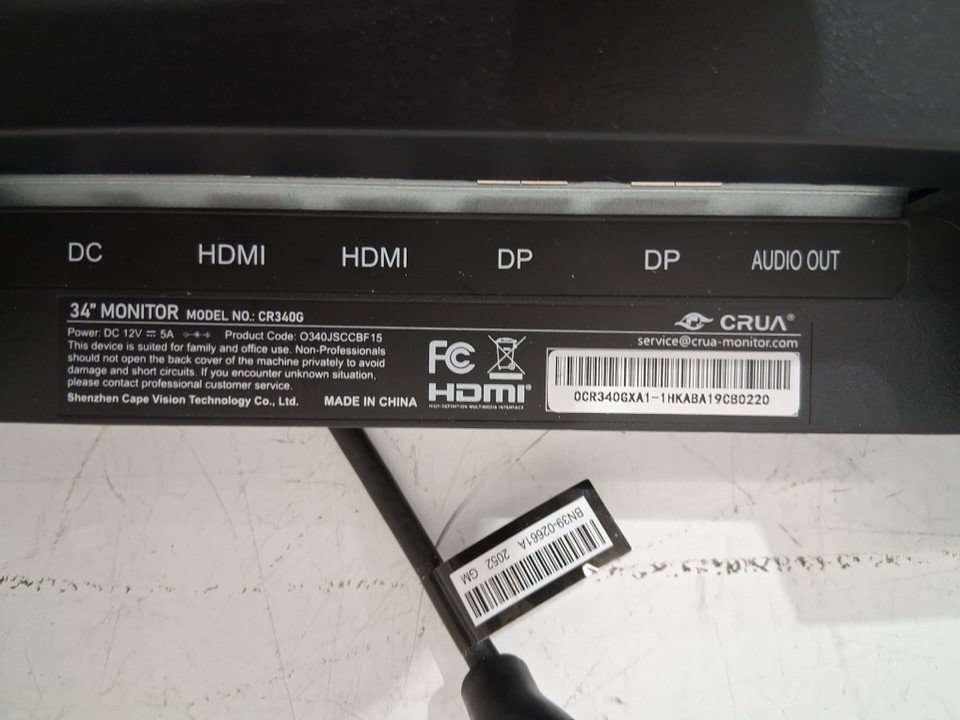 DC HDMI HDMI DP DP AUDIO OUT
34" MONITOR MODEL NO.: CR340G
CRUA®
Power: DC 12V ⎓ 5A Product Code: O340JSCCBF15
service@crua-monitor.com
This device is suited for family and office use. Non-Professionals
should not open the back cover of the machine privately to avoid
damage and short circuits. If you encounter unknown situation,
please contact professional customer service.
Shenzhen Cape Vision Technology Co., Ltd. MADE IN CHINA
FC
HDMI®
HIGH-DEFINITION MULTIMEDIA INTERFACE
0CR340GXA1-1HKABA19CB0220
BN39-02661A 2052 GM